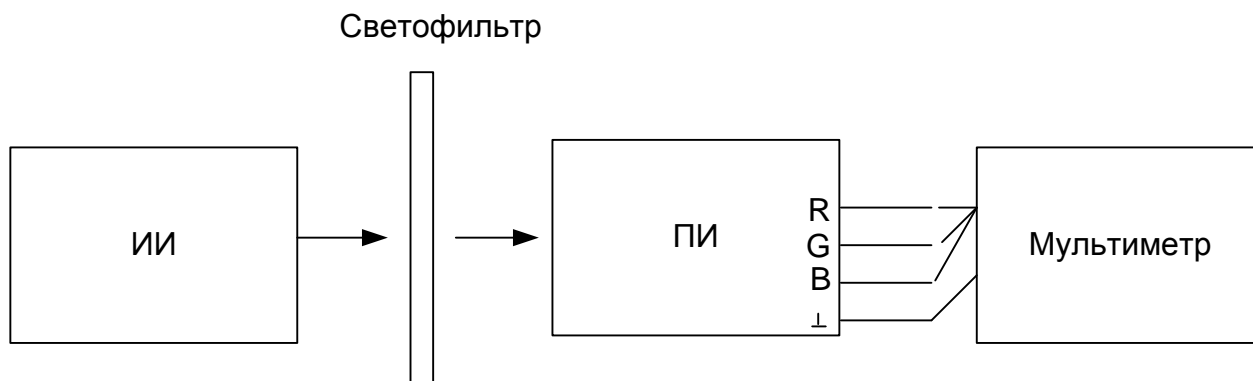 Светофильтр
ИИ
ПИ
R
G
B
⊥
Мультиметр